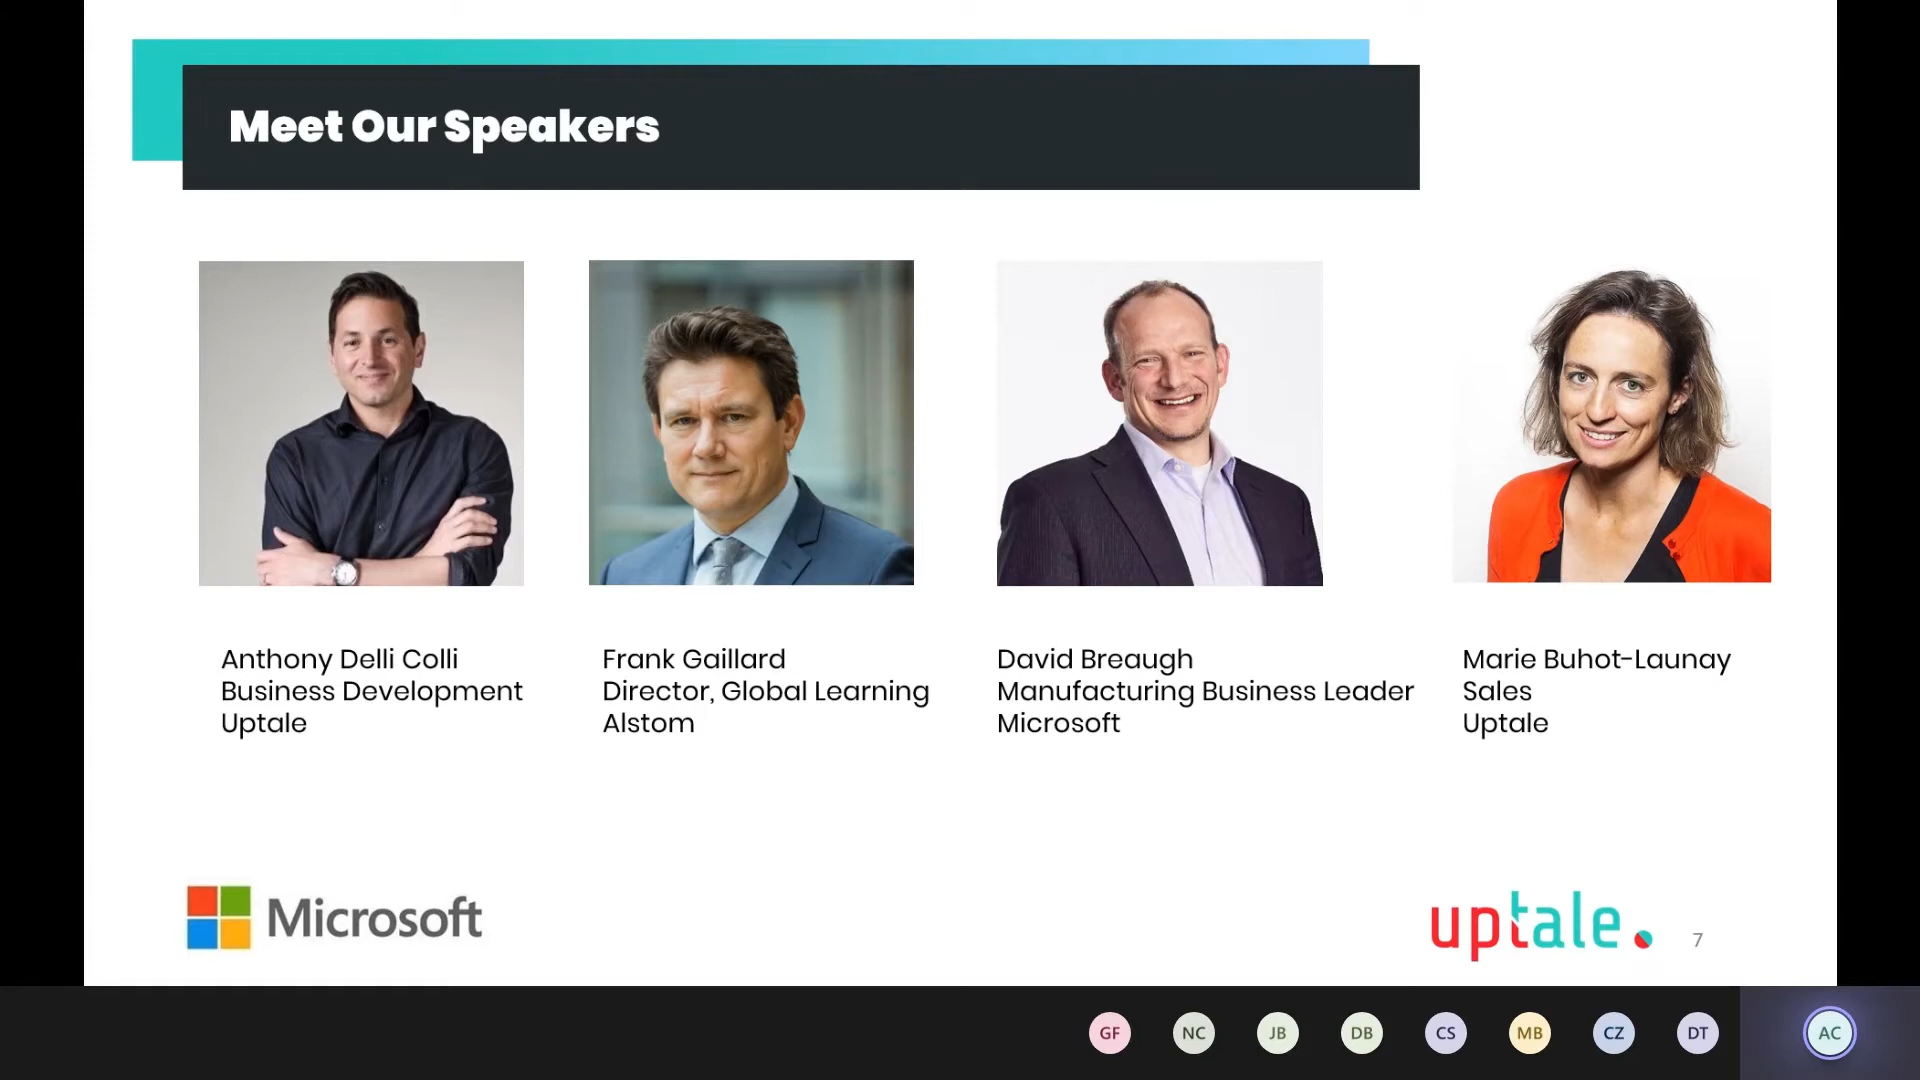 Meet Our Speakers
Anthony Delli Colli
Business Development
Uptale
Frank Gaillard
Director, Global Learning
Alstom
David Breaugh
Manufacturing Business Leader
Microsoft
Marie Buhot-Launay
Sales
Uptale
Microsoft
uptale.
7
GF NC JB DB CS MB CZ DT AC